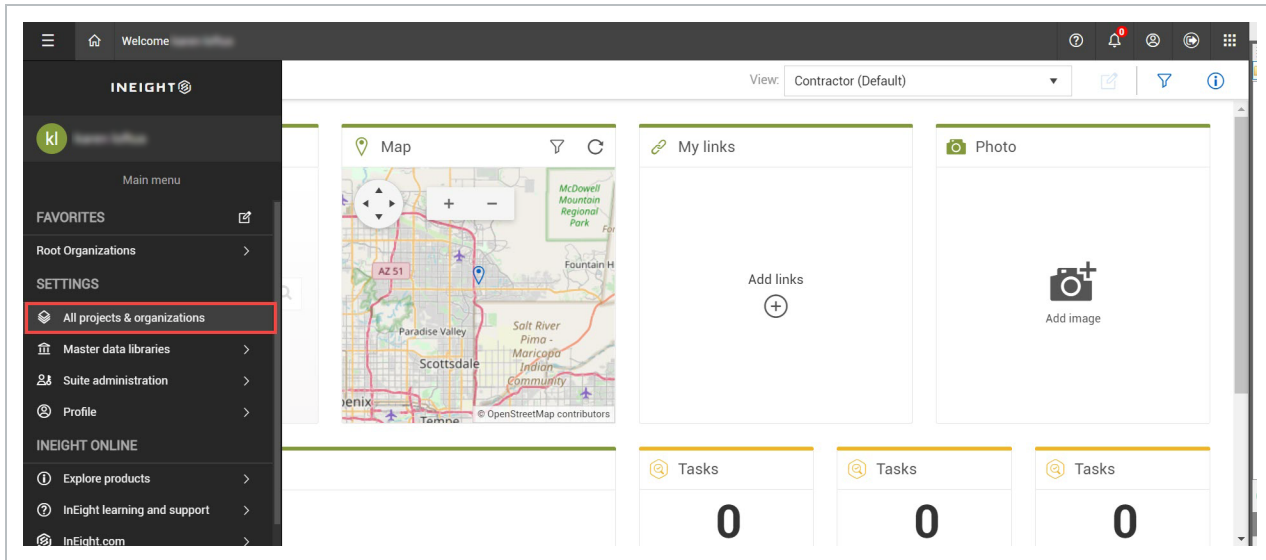 Welcome
0
INEIGHT
View: Contractor (Default)
kl
Main menu
FAVORITES
Root Organizations
SETTINGS
All projects & organizations
Master data libraries
Suite administration
Profile
INEIGHT ONLINE
Explore products
InEight learning and support
InEight.com
Map
McDowell
Mountain
Regional
Park
Fountain H
AZ 51
Paradise Valley
Salt River
Pima -
Maricopa
Indian
Community
Scottsdale
oenix
Tempe
© OpenStreetMap contributors
My links
Add links
Photo
Add image
Tasks
0
Tasks
0
Tasks
0